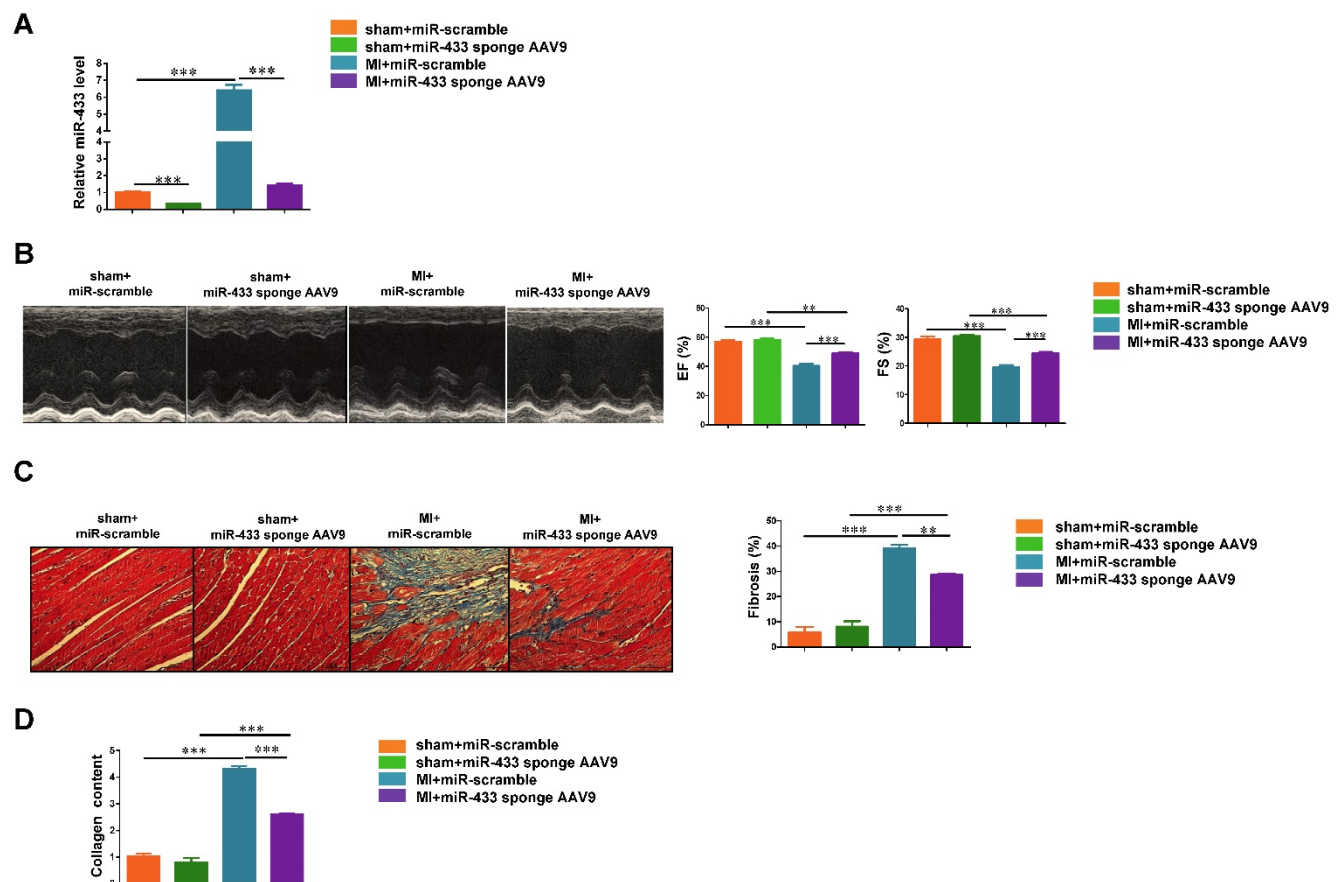 A
sham+miR-scramble
sham+miR-433 sponge AAV9
MI+miR-scramble
MI+miR-433 sponge AAV9
Relative miR-433 level
8
7
6
5
4
4
3
2
1
0
***
***
***
B
sham+
miR-scramble
sham+
miR-433 sponge AAV9
MI+
miR-scramble
MI+
miR-433 sponge AAV9
EF (%)
80
60
40
20
0
**
***
***
FS (%)
40
30
20
10
0
***
***
***
sham+miR-scramble
sham+miR-433 sponge AAV9
MI+miR-scramble
MI+miR-433 sponge AAV9
C
sham+
miR-scramble
sham+
miR-433 sponge AAV9
MI+
miR-scramble
MI+
miR-433 sponge AAV9
Fibrosis (%)
50
40
30
20
10
0
***
***
**
sham+miR-scramble
sham+miR-433 sponge AAV9
MI+miR-scramble
MI+miR-433 sponge AAV9
D
Collagen content
5
4
3
2
1
***
***
***
sham+miR-scramble
sham+miR-433 sponge AAV9
MI+miR-scramble
MI+miR-433 sponge AAV9